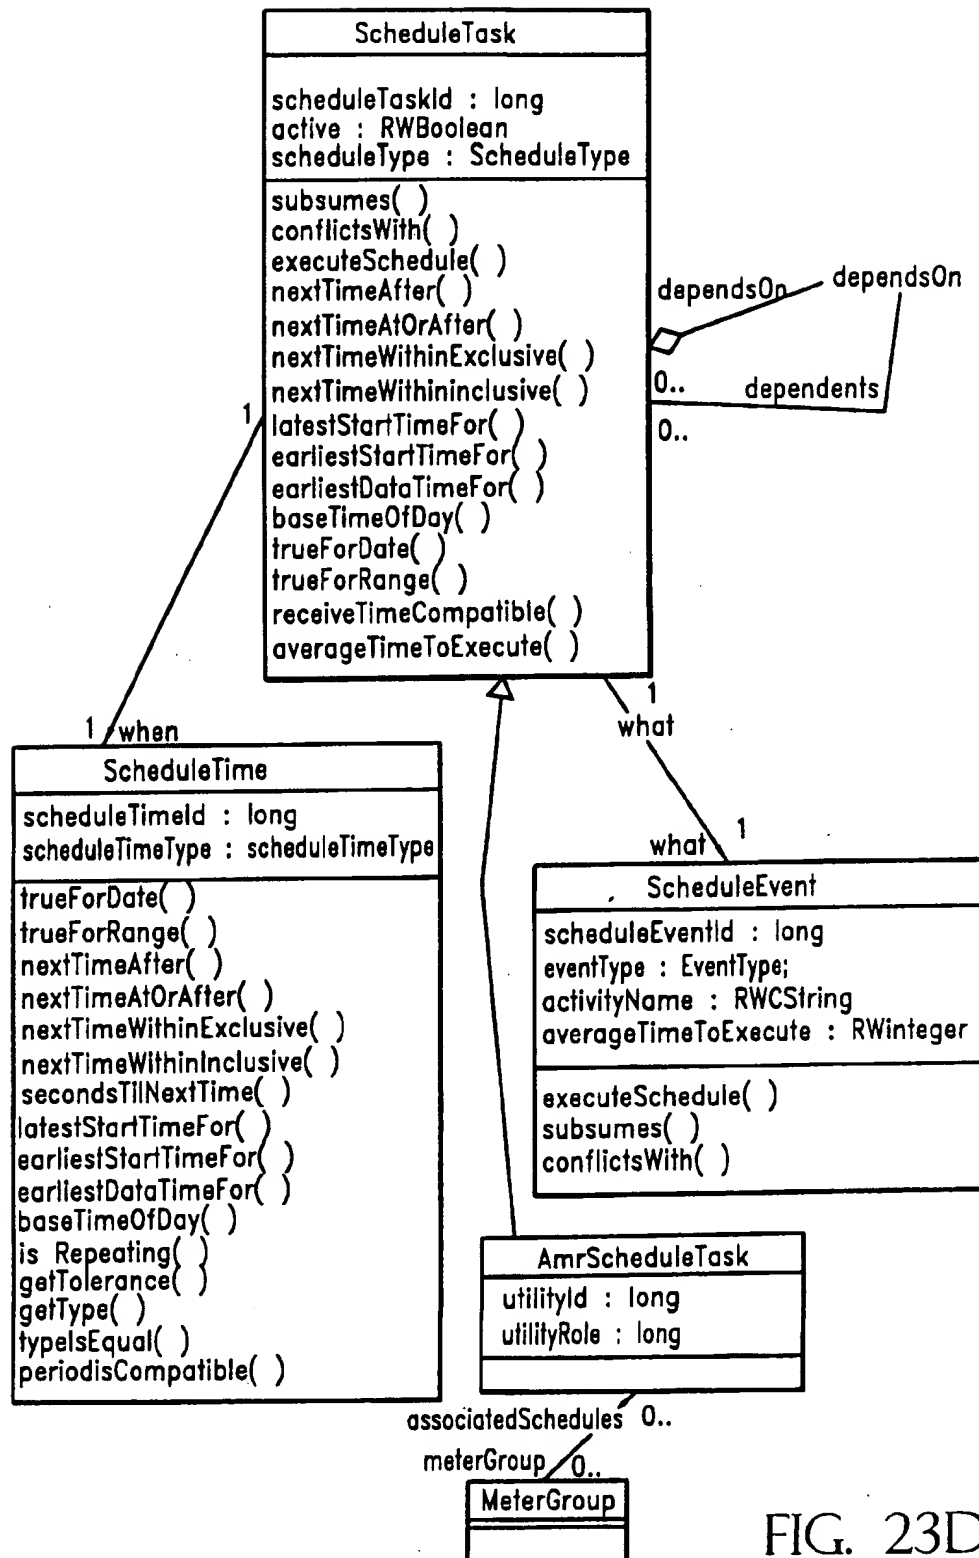 ScheduleTask
scheduleTaskId : long
active : RWBoolean
scheduleType : ScheduleType
subsumes( )
conflictsWith( )
executeSchedule( )
nextTimeAfter( )
nextTimeAtOrAfter( )
nextTimeWithinExclusive( )
nextTimeWithininclusive( )
latestStartTimeFor( )
earliestStartTimeFor( )
earliestDataTimeFor( )
baseTimeOfDay( )
trueForDate( )
trueForRange( )
receiveTimeCompatible( )
averageTimeToExecute( )
dependsOn
dependsOn
0..
dependents
0..
1
1
when
1
what
what
1
ScheduleTime
scheduleTimeId : long
scheduleTimeType : scheduleTimeType
trueForDate( )
trueForRange( )
nextTimeAfter( )
nextTimeAtOrAfter( )
nextTimeWithinExclusive( )
nextTimeWithinInclusive( )
secondsTilNextTime( )
latestStartTimeFor( )
earliestStartTimeFor( )
earliestDataTimeFor( )
baseTimeOfDay( )
is Repeating( )
getTolerance( )
getType( )
typeIsEqual( )
periodisCompatible( )
ScheduleEvent
scheduleEventId : long
eventType : EventType;
activityName : RWCString
averageTimeToExecute : RWinteger
executeSchedule( )
subsumes( )
conflictsWith( )
AmrScheduleTask
utilityId : long
utilityRole : long
associatedSchedules 0..
meterGroup 0..
MeterGroup
FIG. 23D